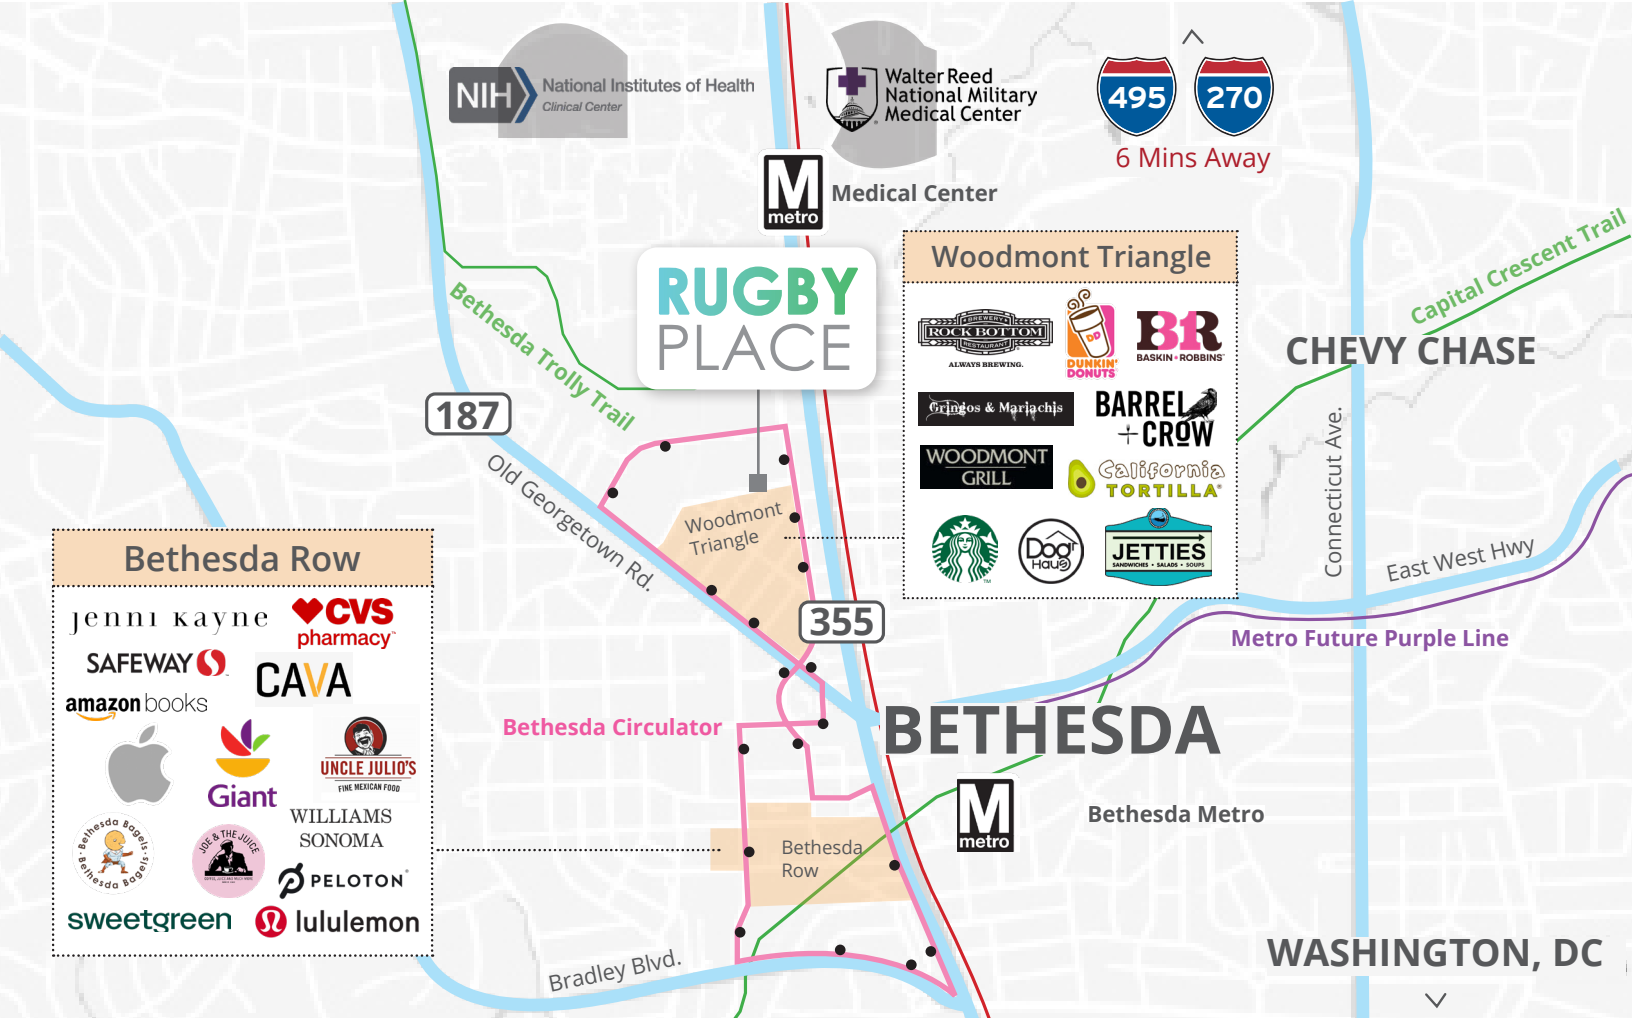 NIH
National Institutes of Health
Clinical Center
Walter Reed
National Military
Medical Center
495
270
6 Mins Away
M
metro
Medical Center
RUGBY
PLACE
Bethesda Trolly Trail
187
Old Georgetown Rd.
Woodmont Triangle
BREWERY
ROCK BOTTOM
RESTAURANT
ALWAYS BREWING.
DD
DUNKIN'
DONUTS
BR
BASKIN·ROBBINS
Gringos & Mariachis
BARREL
+CROW
WOODMONT
GRILL
California
TORTILLA
Dog
Haus
JETTIES
SANDWICHES • SALADS • SOUPS
Capital Crescent Trail
CHEVY CHASE
Connecticut Ave.
East West Hwy
Metro Future Purple Line
Woodmont
Triangle
355
Bethesda Row
Jenni Kayne
CVS
pharmacy
SAFEWAY
CAVA
amazon books
Giant
UNCLE JULIO'S
FINE MEXICAN FOOD
WILLIAMS
SONOMA
Bethesda Bagels
Bethesda Bagels
JOE & THE JUICE
PELOTON
sweetgreen
lululemon
Bethesda Circulator
BETHESDA
M
metro
Bethesda Metro
Bethesda
Row
Bradley Blvd.
WASHINGTON, DC